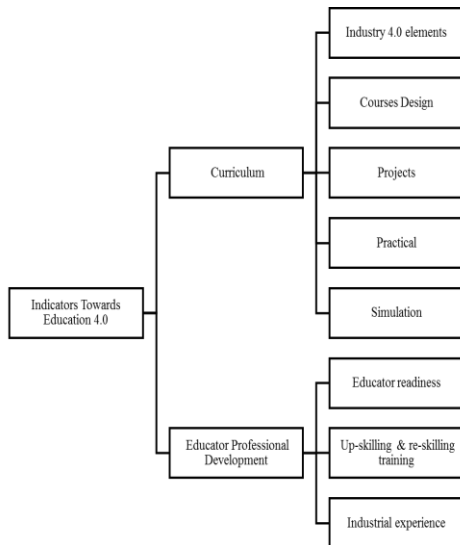 Industry 4.0 elements
Courses Design
Curriculum
Projects
Practical
Indicators Towards
Education 4.0
Simulation
Educator readiness
Educator Professional
Development
Up-skilling & re-skilling
training
Industrial experience